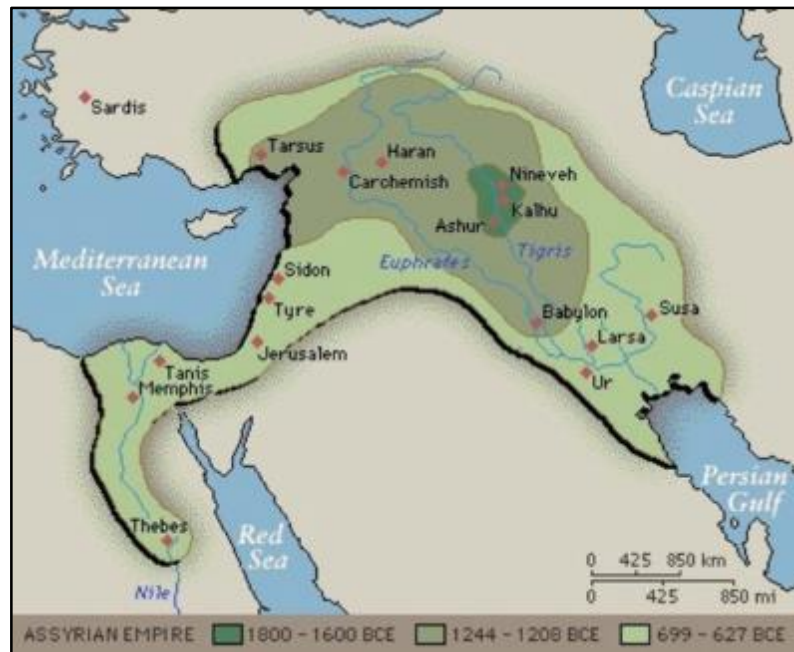 Caspian
Sea
Sardis
Tarsus
Haran
Carchemish
Nineveh
Kalhu
Ashur
Mediterranean
Sea
Euphrates
Tigris
Sidon
Tyre
Jerusalem
Babylon
Susa
Larsa
Ur
Tanis
Memphis
Persian
Gulf
Thebes
Red
Sea
Nile
0 425 850 km
0 425 850 mi
ASSYRIAN EMPIRE 1800 - 1600 BCE 1244 - 1208 BCE 699 - 627 BCE